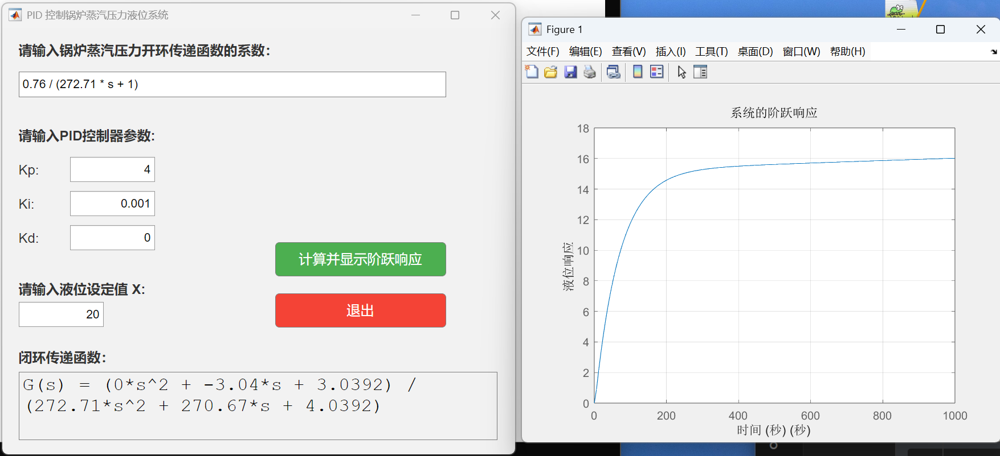 PID 控制锅炉蒸汽压力液位系统
请输入锅炉蒸汽压力开环传递函数的系数:
0.76 / (272.71 * s + 1)
请输入PID控制器参数:
Kp:
4
Ki:
0.001
Kd:
0
计算并显示阶跃响应
请输入液位设定值 X:
20
退出
闭环传递函数:
G(s) = (0*s^2 + -3.04*s + 3.0392) /
(272.71*s^2 + 270.67*s + 4.0392)
Figure 1
文件(F) 编辑(E) 查看(V) 插入(I) 工具(T) 桌面(D) 窗口(W) 帮助(H)
系统的阶跃响应
18
16
14
12
10
8
6
4
2
0
液位响应
0 200 400 600 800 1000
时间 (秒) (秒)